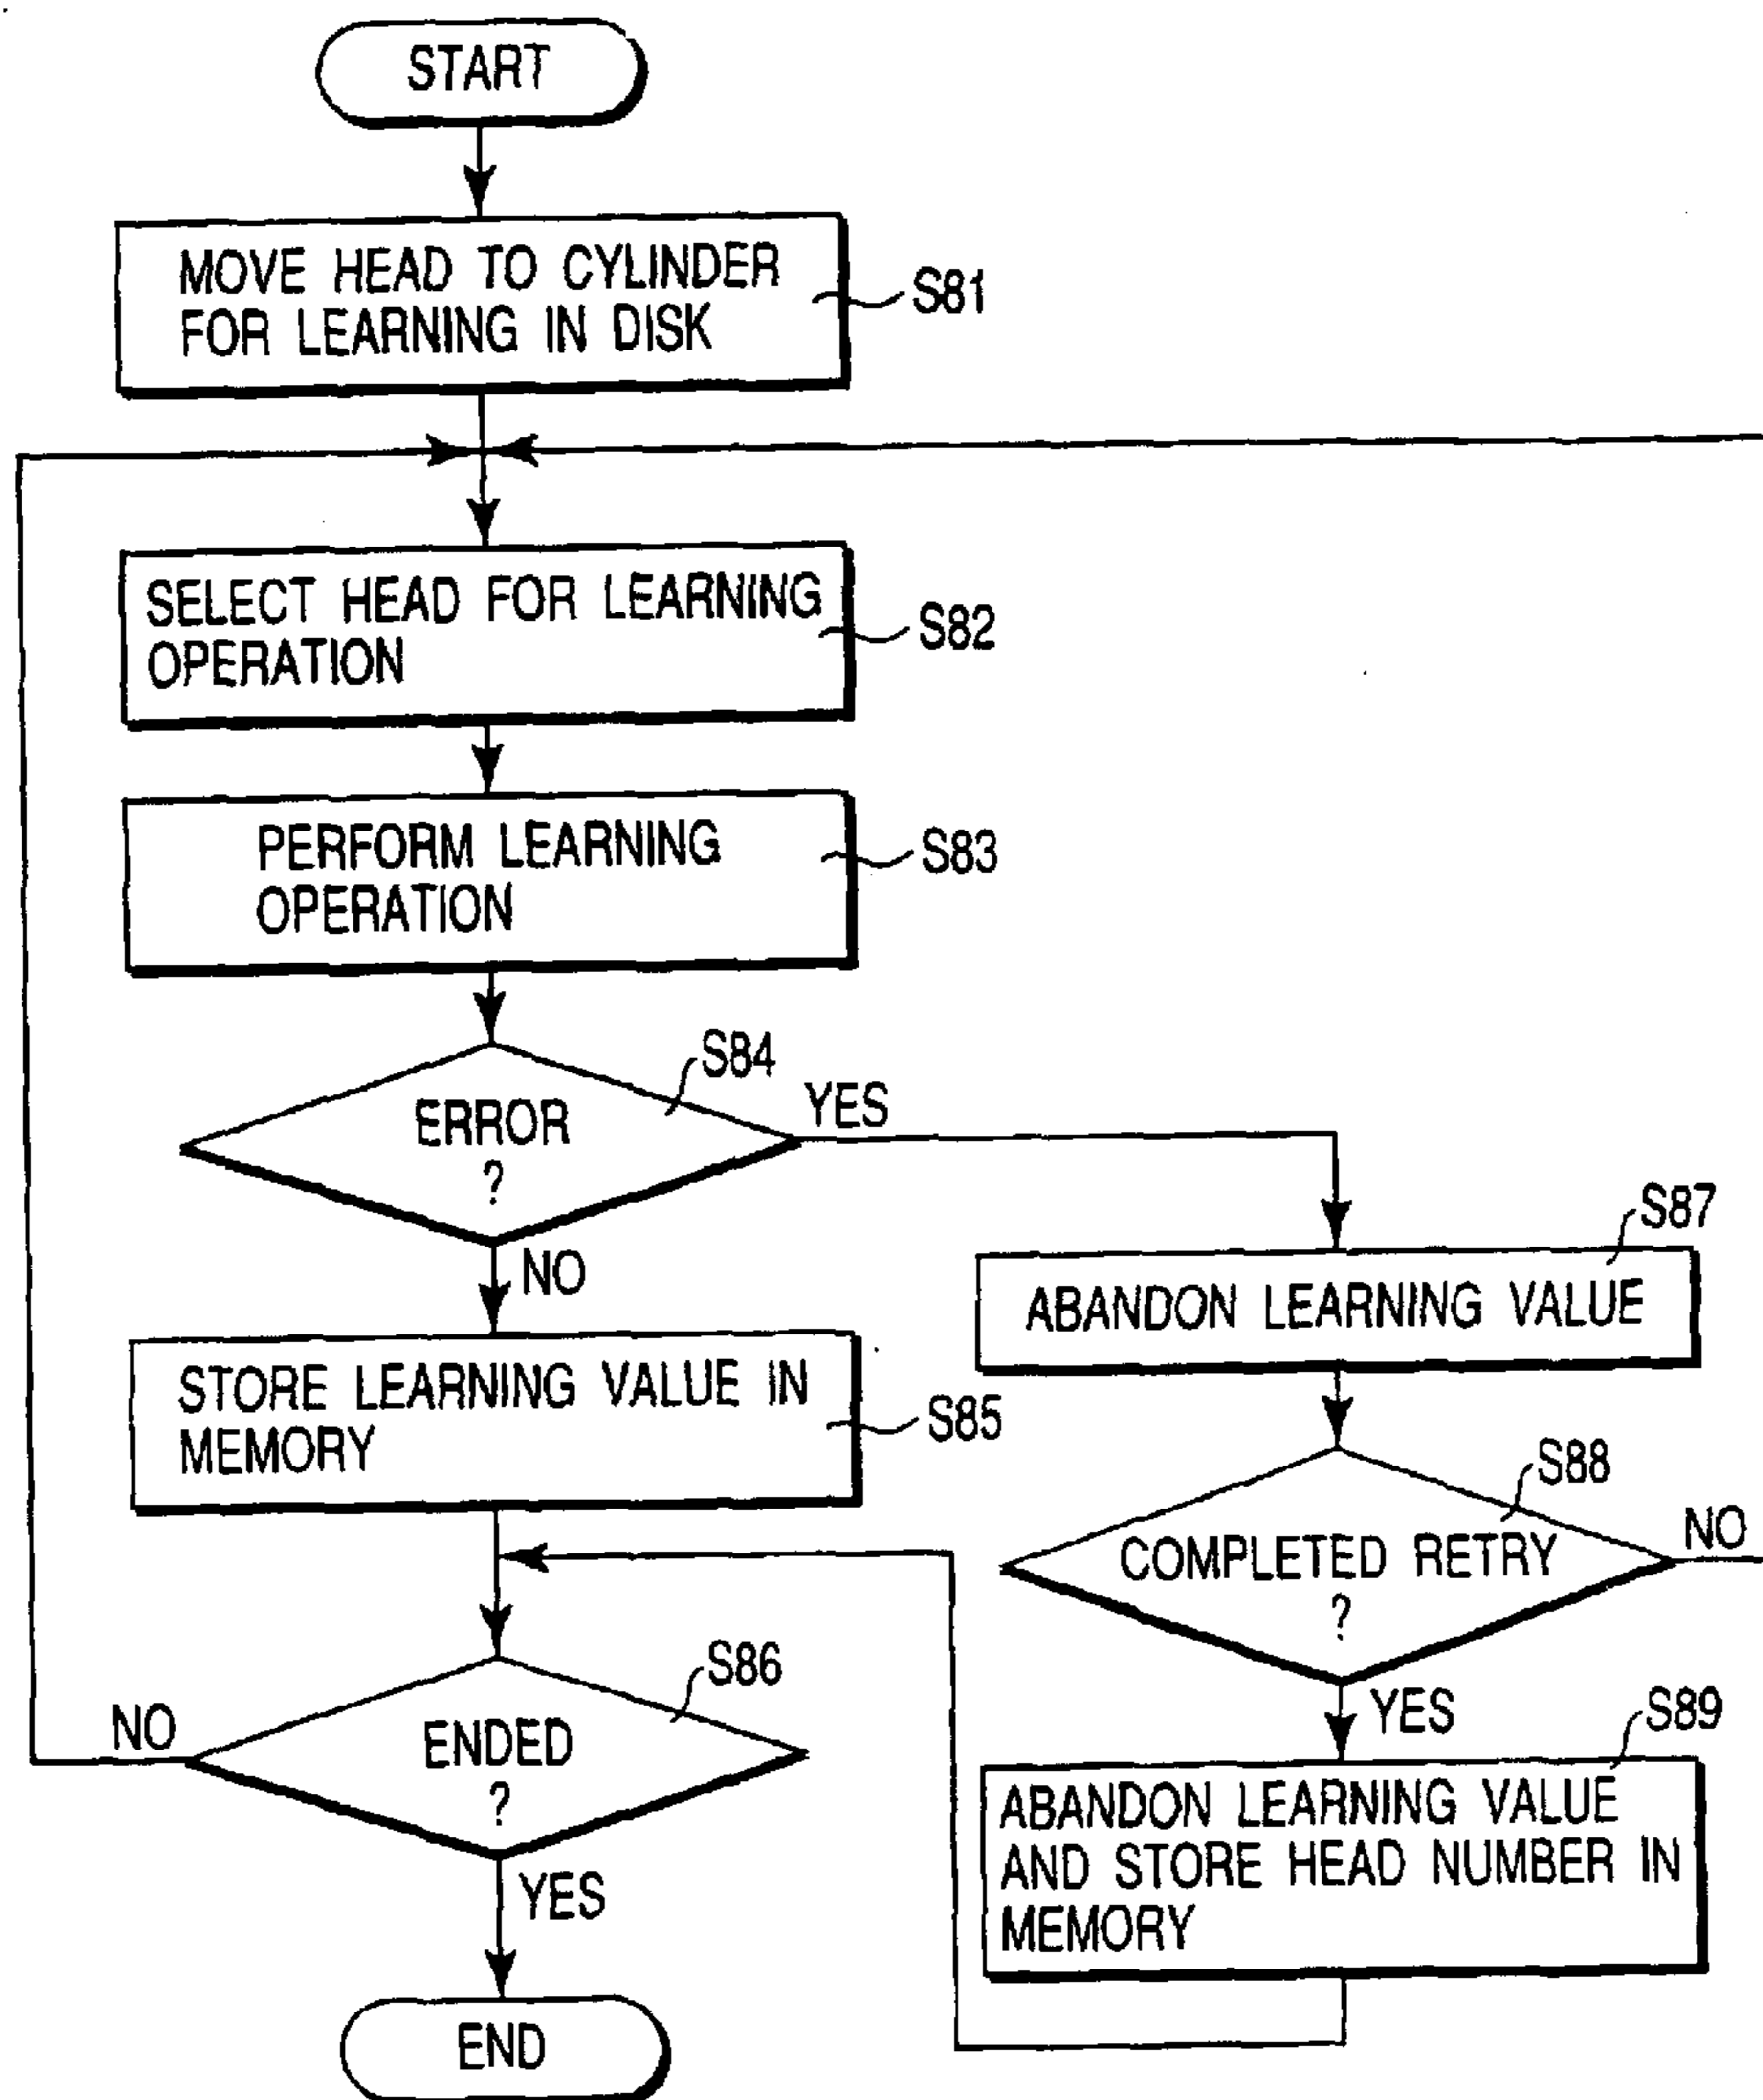 START
MOVE HEAD TO CYLINDER
FOR LEARNING IN DISK
S81
SELECT HEAD FOR LEARNING
OPERATION
S82
PERFORM LEARNING
OPERATION
S83
ERROR
?
S84
YES
NO
STORE LEARNING VALUE IN
MEMORY
S85
ENDED
?
S86
NO
YES
END
ABANDON LEARNING VALUE
S87
COMPLETED RETRY
?
S88
NO
YES
ABANDON LEARNING VALUE
AND STORE HEAD NUMBER IN
MEMORY
S89